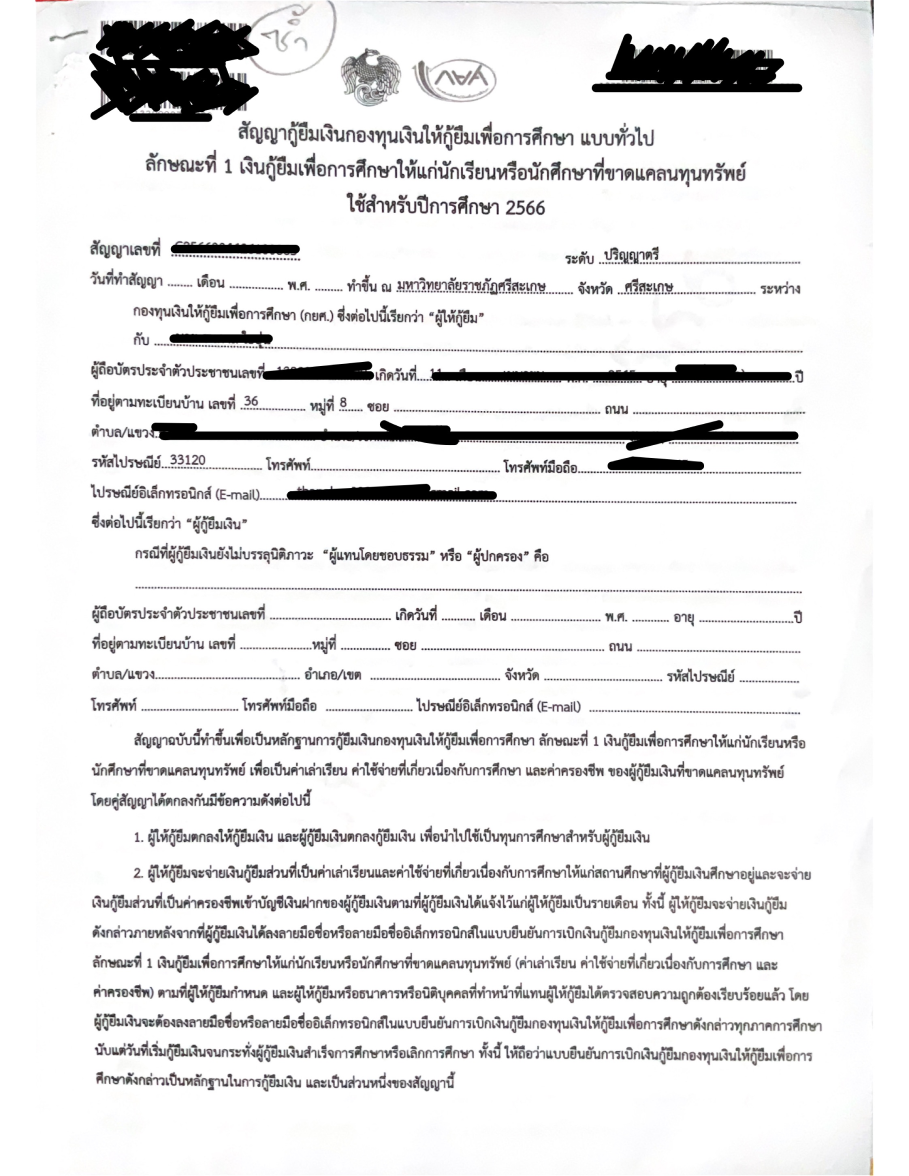 ซ้ำ
กยศ
สัญญากู้ยืมเงินกองทุนเงินให้กู้ยืมเพื่อการศึกษา แบบทั่วไป
ลักษณะที่ 1 เงินกู้ยืมเพื่อการศึกษาให้แก่นักเรียนหรือนักศึกษาที่ขาดแคลนทุนทรัพย์
ใช้สำหรับปีการศึกษา 2566
สัญญาเลขที่ ระดับ ปริญญาตรี
วันที่ทำสัญญา ........ เดือน ................ พ.ศ. ......... ทำขึ้น ณ มหาวิทยาลัยราชภัฏศรีสะเกษ จังหวัด ศรีสะเกษ ระหว่าง
กองทุนเงินให้กู้ยืมเพื่อการศึกษา (กยศ.) ซึ่งต่อไปนี้เรียกว่า “ผู้ให้กู้ยืม”
กับ
ผู้ถือบัตรประจำตัวประชาชนเลขที่ เกิดวันที่ ปี
ที่อยู่ตามทะเบียนบ้าน เลขที่ 36 หมู่ที่ 8 ซอย ................ ถนน ................
ตำบล/แขวง
รหัสไปรษณีย์ 33120 โทรศัพท์................ โทรศัพท์มือถือ
ไปรษณีย์อิเล็กทรอนิกส์ (E-mail)
ซึ่งต่อไปนี้เรียกว่า “ผู้กู้ยืมเงิน”
กรณีที่ผู้กู้ยืมเงินยังไม่บรรลุนิติภาวะ “ผู้แทนโดยชอบธรรม” หรือ “ผู้ปกครอง” คือ
ผู้ถือบัตรประจำตัวประชาชนเลขที่ ................ เกิดวันที่ ........ เดือน ................ พ.ศ. .......... อายุ ................ปี
ที่อยู่ตามทะเบียนบ้าน เลขที่ ................หมู่ที่ ............ ซอย ................ ถนน ................
ตำบล/แขวง................ อำเภอ/เขต ................ จังหวัด ................ รหัสไปรษณีย์ ................
โทรศัพท์ ................ โทรศัพท์มือถือ ................ ไปรษณีย์อิเล็กทรอนิกส์ (E-mail) ................
สัญญาฉบับนี้ทำขึ้นเพื่อเป็นหลักฐานการกู้ยืมเงินกองทุนเงินให้กู้ยืมเพื่อการศึกษา ลักษณะที่ 1 เงินกู้ยืมเพื่อการศึกษาให้แก่นักเรียนหรือ
นักศึกษาที่ขาดแคลนทุนทรัพย์ เพื่อเป็นค่าเล่าเรียน ค่าใช้จ่ายที่เกี่ยวเนื่องกับการศึกษา และค่าครองชีพ ของผู้กู้ยืมเงินที่ขาดแคลนทุนทรัพย์
โดยคู่สัญญาได้ตกลงกันมีข้อความดังต่อไปนี้
1. ผู้ให้กู้ยืมตกลงให้กู้ยืมเงิน และผู้กู้ยืมเงินตกลงกู้ยืมเงิน เพื่อนำไปใช้เป็นทุนการศึกษาสำหรับผู้กู้ยืมเงิน
2. ผู้ให้กู้ยืมจะจ่ายเงินกู้ยืมส่วนที่เป็นค่าเล่าเรียนและค่าใช้จ่ายที่เกี่ยวเนื่องกับการศึกษาให้แก่สถานศึกษาที่ผู้กู้ยืมเงินศึกษาอยู่และจะจ่าย
เงินกู้ยืมส่วนที่เป็นค่าครองชีพเข้าบัญชีเงินฝากของผู้กู้ยืมเงินตามที่ผู้กู้ยืมเงินได้แจ้งไว้แก่ผู้ให้กู้ยืมเป็นรายเดือน ทั้งนี้ ผู้ให้กู้ยืมจะจ่ายเงินกู้ยืม
ดังกล่าวภายหลังจากที่ผู้กู้ยืมเงินได้ลงลายมือชื่อหรือลายมือชื่ออิเล็กทรอนิกส์ในแบบยืนยันการเบิกเงินกู้ยืมกองทุนเงินให้กู้ยืมเพื่อการศึกษา
ลักษณะที่ 1 เงินกู้ยืมเพื่อการศึกษาให้แก่นักเรียนหรือนักศึกษาที่ขาดแคลนทุนทรัพย์ (ค่าเล่าเรียน ค่าใช้จ่ายที่เกี่ยวเนื่องกับการศึกษา และ
ค่าครองชีพ) ตามที่ผู้ให้กู้ยืมกำหนด และผู้ให้กู้ยืมหรือธนาคารหรือนิติบุคคลที่ทำหน้าที่แทนผู้ให้กู้ยืมได้ตรวจสอบความถูกต้องเรียบร้อยแล้ว โดย
ผู้กู้ยืมเงินจะต้องลงลายมือชื่อหรือลายมือชื่ออิเล็กทรอนิกส์ในแบบยืนยันการเบิกเงินกู้ยืมกองทุนเงินให้กู้ยืมเพื่อการศึกษาดังกล่าวทุกภาคการศึกษา
นับแต่วันที่เริ่มกู้ยืมเงินจนกระทั่งผู้กู้ยืมเงินสำเร็จการศึกษาหรือเลิกการศึกษา ทั้งนี้ ให้ถือว่าแบบยืนยันการเบิกเงินกู้ยืมกองทุนเงินให้กู้ยืมเพื่อการ
ศึกษาดังกล่าวเป็นหลักฐานในการกู้ยืมเงิน และเป็นส่วนหนึ่งของสัญญานี้